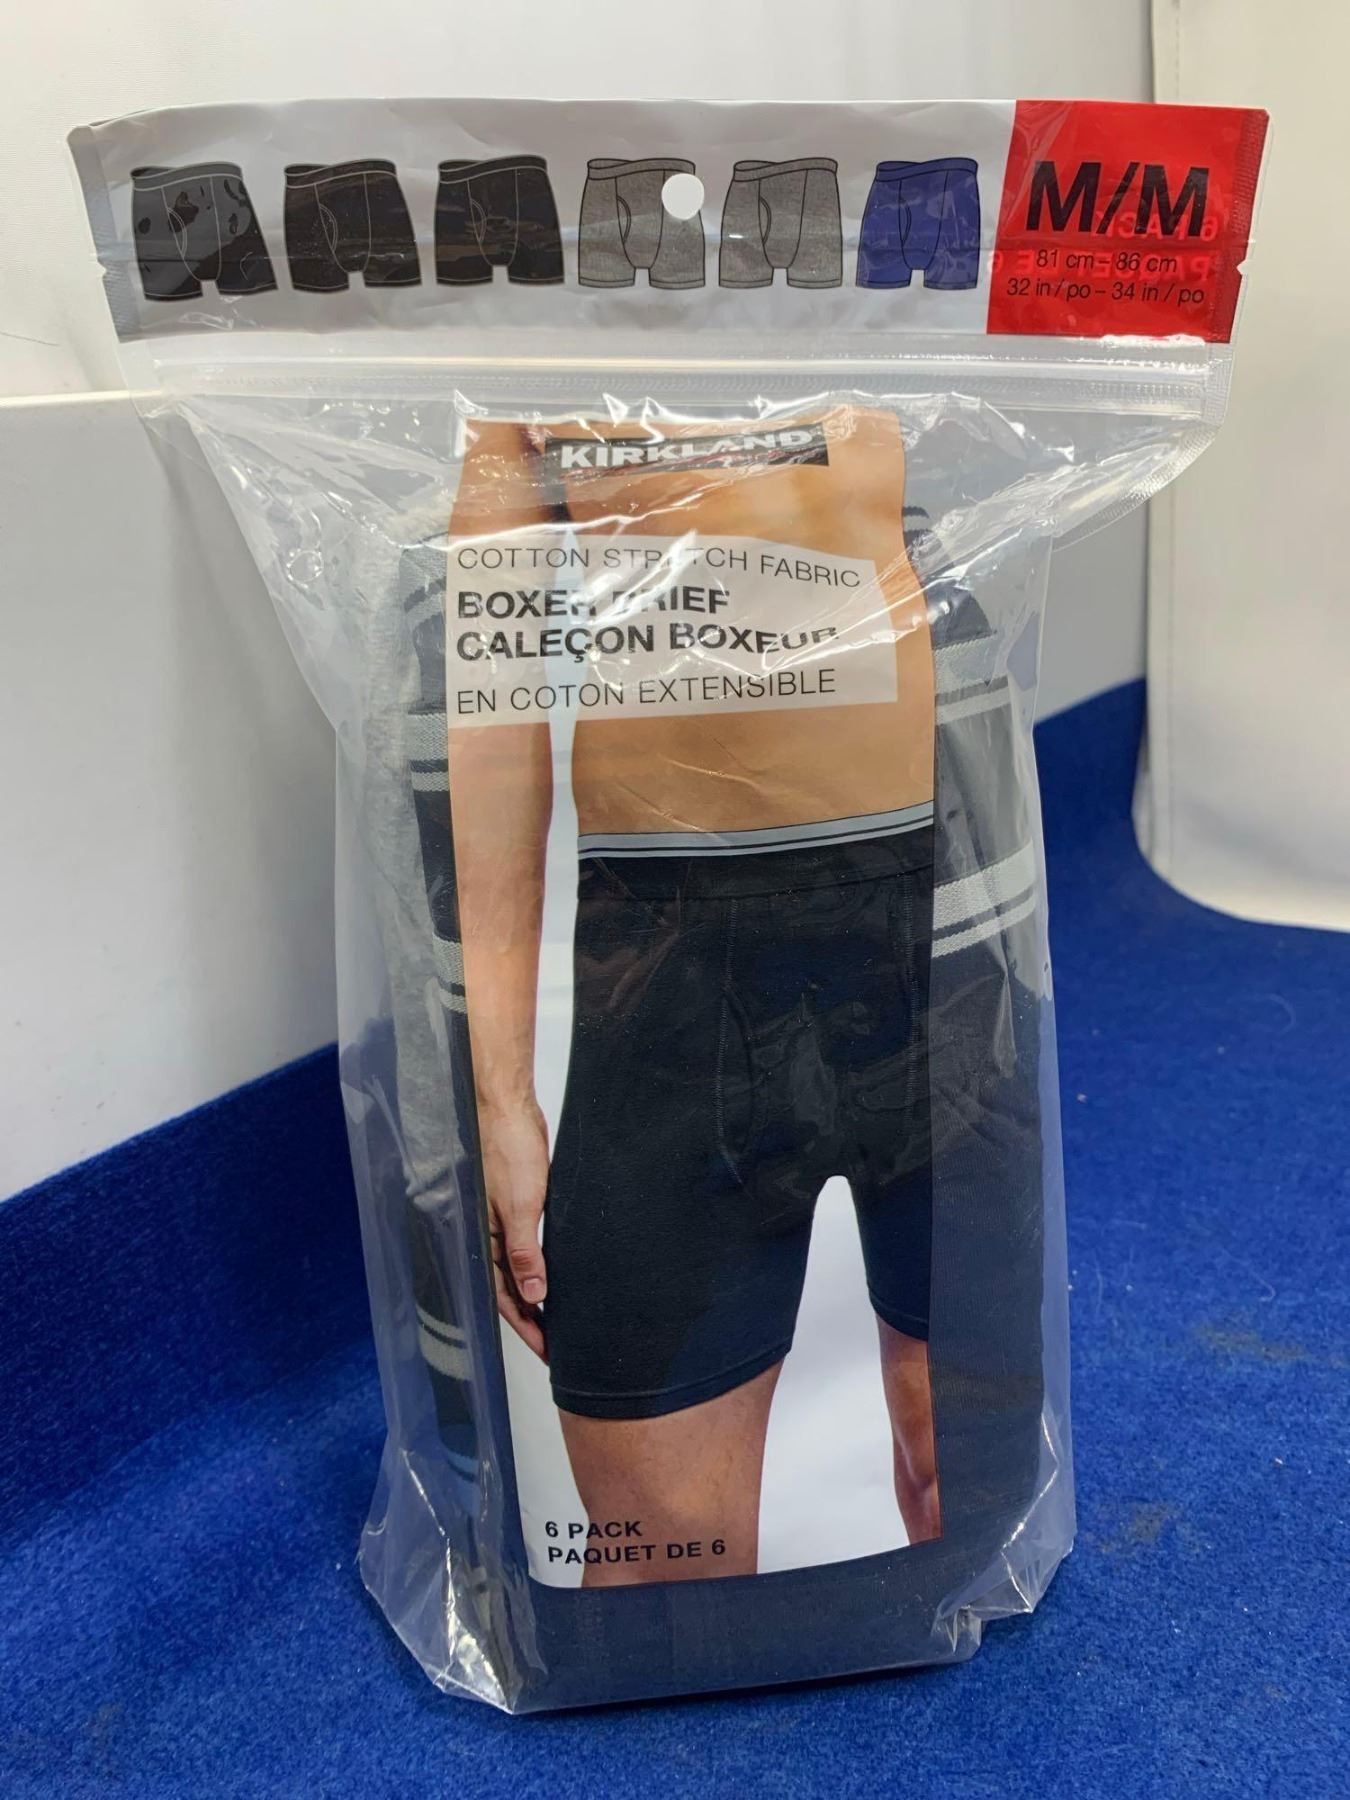 M/M
81 cm – 86 cm
32 in / po – 34 in / po
KIRKLAND
COTTON STRETCH FABRIC
BOXER BRIEF
CALEÇON BOXEUR
EN COTON EXTENSIBLE
6 PACK
PAQUET DE 6